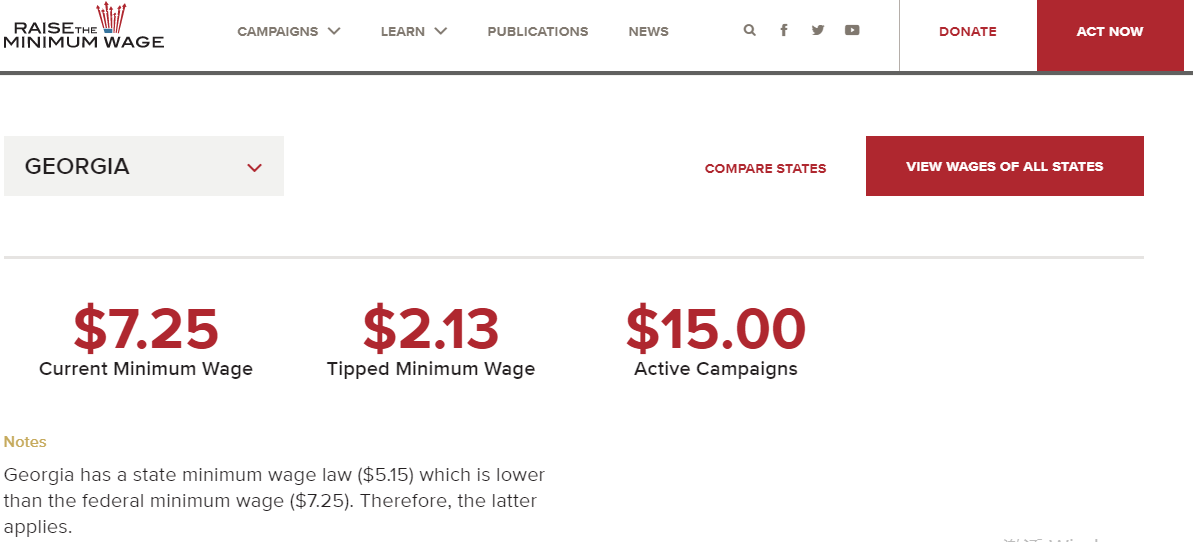 RAISE THE
MINIMUM WAGE
CAMPAIGNS LEARN PUBLICATIONS NEWS DONATE ACT NOW
GEORGIA COMPARE STATES VIEW WAGES OF ALL STATES
$7.25 $2.13 $15.00
Current Minimum Wage Tipped Minimum Wage Active Campaigns
Notes
Georgia has a state minimum wage law ($5.15) which is lower
than the federal minimum wage ($7.25). Therefore, the latter
applies.